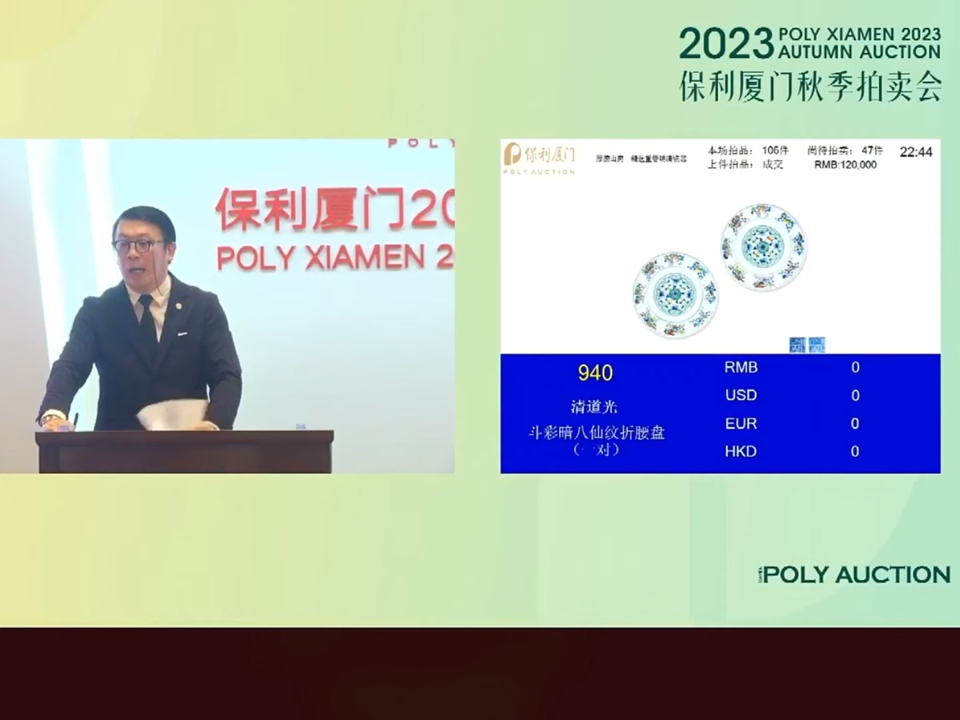 2023 POLY XIAMEN 2023
AUTUMN AUCTION
保利厦门秋季拍卖会
POLY
保利厦门20
POLY XIAMEN 2
保利厦门
POLY AUCTION
本场拍品: 106件
尚待拍卖: 47件
22:44
上件拍品: 成交
RMB:120,000
940
清道光
斗彩暗八仙纹折腰盘
(一对)
RMB 0
USD 0
EUR 0
HKD 0
POLY AUCTION